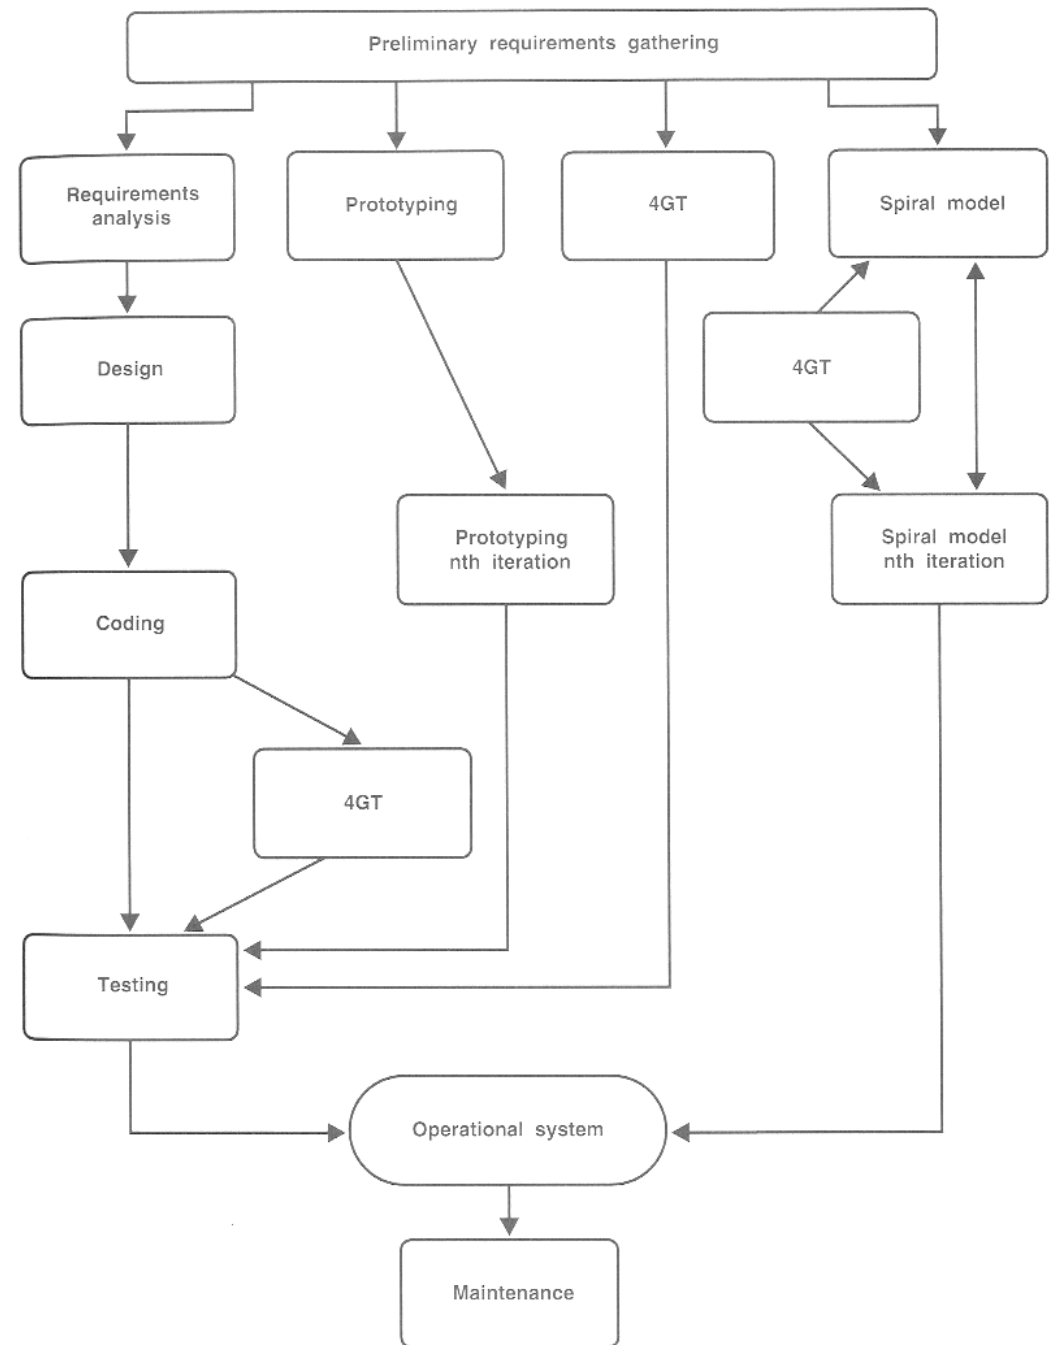 Preliminary requirements gathering
Requirements
analysis
Prototyping
4GT
Spiral model
Design
4GT
Prototyping
nth iteration
Spiral model
nth iteration
Coding
4GT
Testing
Operational system
Maintenance